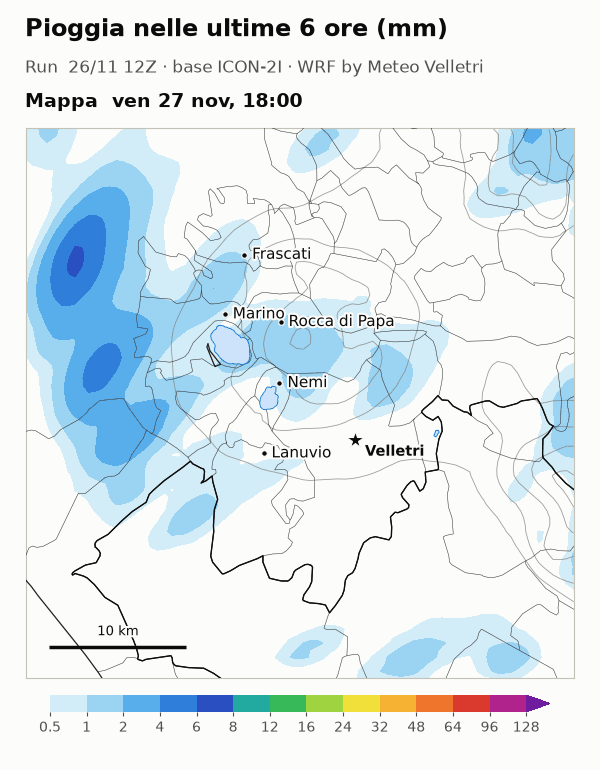 Pioggia nelle ultime 6 ore (mm)
Run 26/11 12Z · base ICON-2I · WRF by Meteo Velletri
Mappa ven 27 nov, 18:00
Frascati
Marino
Rocca di Papa
Nemi
Velletri
Lanuvio
10 km
0.5 1 2 4 6 8 12 16 24 32 48 64 96 128